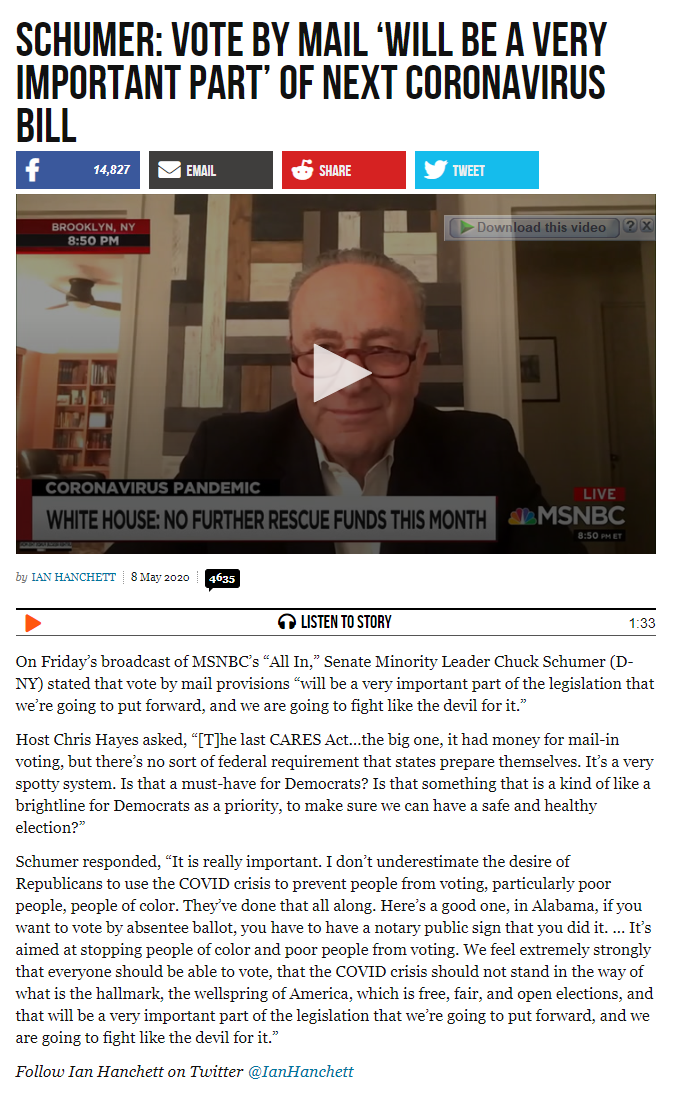 SCHUMER: VOTE BY MAIL ‘WILL BE A VERY
IMPORTANT PART’ OF NEXT CORONAVIRUS
BILL
f 14,827 EMAIL SHARE TWEET
BROOKLYN, NY
8:50 PM
Download this video ? X
CORONAVIRUS PANDEMIC
WHITE HOUSE: NO FURTHER RESCUE FUNDS THIS MONTH
LIVE
MSNBC
8:50 PM ET
by IAN HANCHETT 8 May 2020 4635
LISTEN TO STORY 1:33
On Friday’s broadcast of MSNBC’s “All In,” Senate Minority Leader Chuck Schumer (D-
NY) stated that vote by mail provisions “will be a very important part of the legislation that
we’re going to put forward, and we are going to fight like the devil for it.”
Host Chris Hayes asked, “[T]he last CARES Act…the big one, it had money for mail-in
voting, but there’s no sort of federal requirement that states prepare themselves. It’s a very
spotty system. Is that a must-have for Democrats? Is that something that is a kind of like a
brightline for Democrats as a priority, to make sure we can have a safe and healthy
election?”
Schumer responded, “It is really important. I don’t underestimate the desire of
Republicans to use the COVID crisis to prevent people from voting, particularly poor
people, people of color. They’ve done that all along. Here’s a good one, in Alabama, if you
want to vote by absentee ballot, you have to have a notary public sign that you did it. … It’s
aimed at stopping people of color and poor people from voting. We feel extremely strongly
that everyone should be able to vote, that the COVID crisis should not stand in the way of
what is the hallmark, the wellspring of America, which is free, fair, and open elections, and
that will be a very important part of the legislation that we’re going to put forward, and we
are going to fight like the devil for it.”
Follow Ian Hanchett on Twitter @IanHanchett